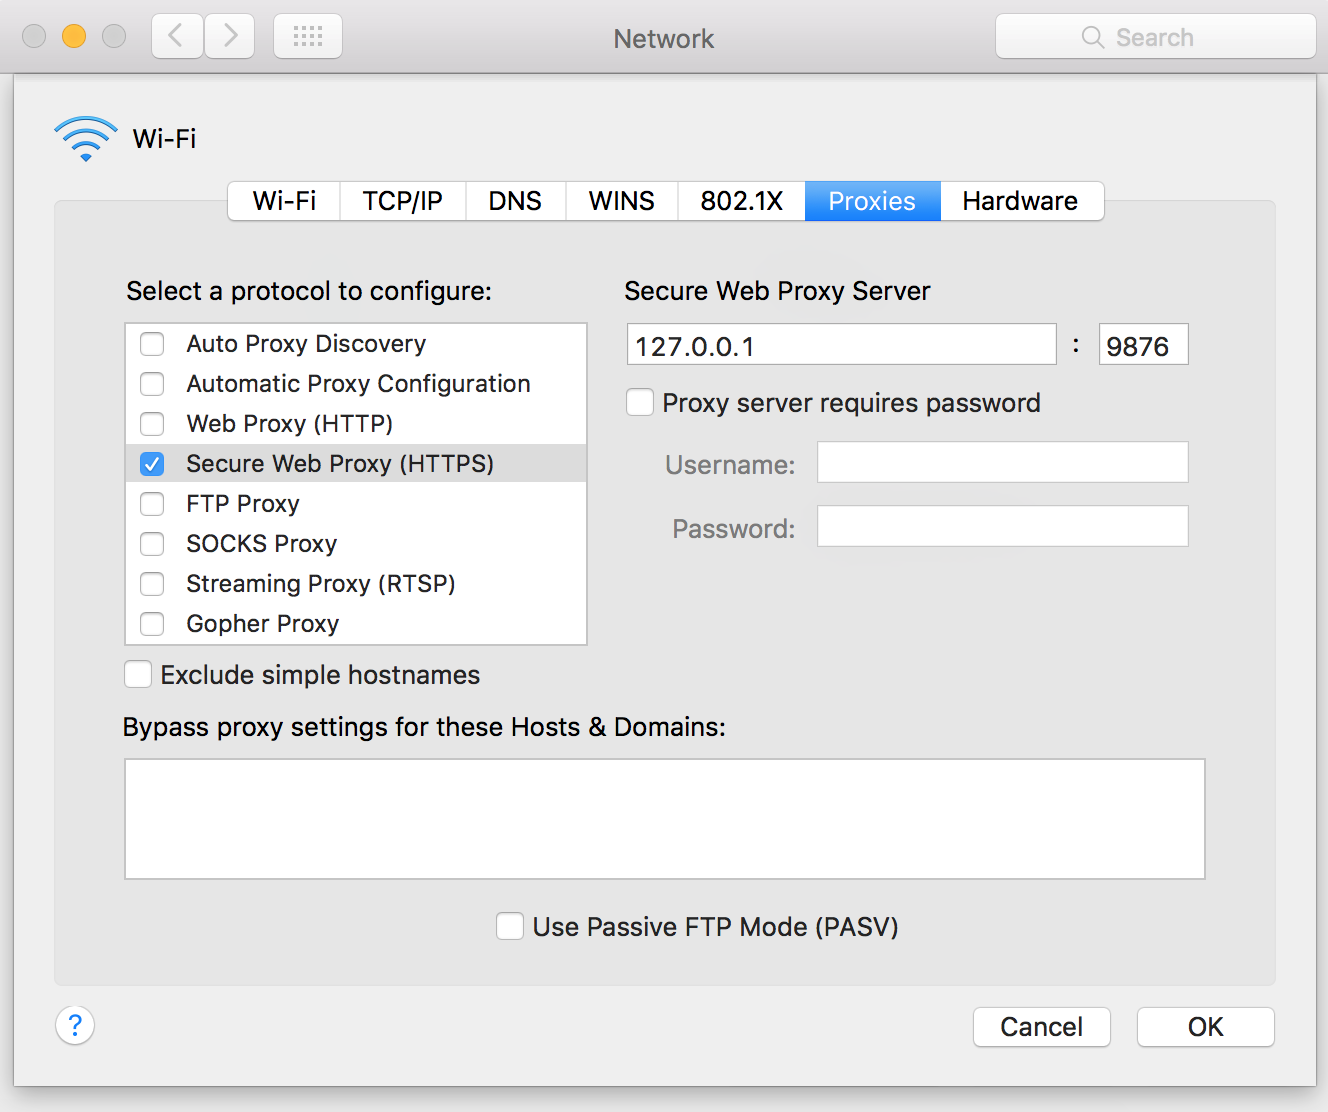 Network
Search
Wi-Fi
Wi-Fi TCP/IP DNS WINS 802.1X Proxies Hardware
Select a protocol to configure:
Auto Proxy Discovery
Automatic Proxy Configuration
Web Proxy (HTTP)
Secure Web Proxy (HTTPS)
FTP Proxy
SOCKS Proxy
Streaming Proxy (RTSP)
Gopher Proxy
Exclude simple hostnames
Secure Web Proxy Server
127.0.0.1 : 9876
Proxy server requires password
Username:
Password:
Bypass proxy settings for these Hosts & Domains:
Use Passive FTP Mode (PASV)
?
Cancel
OK